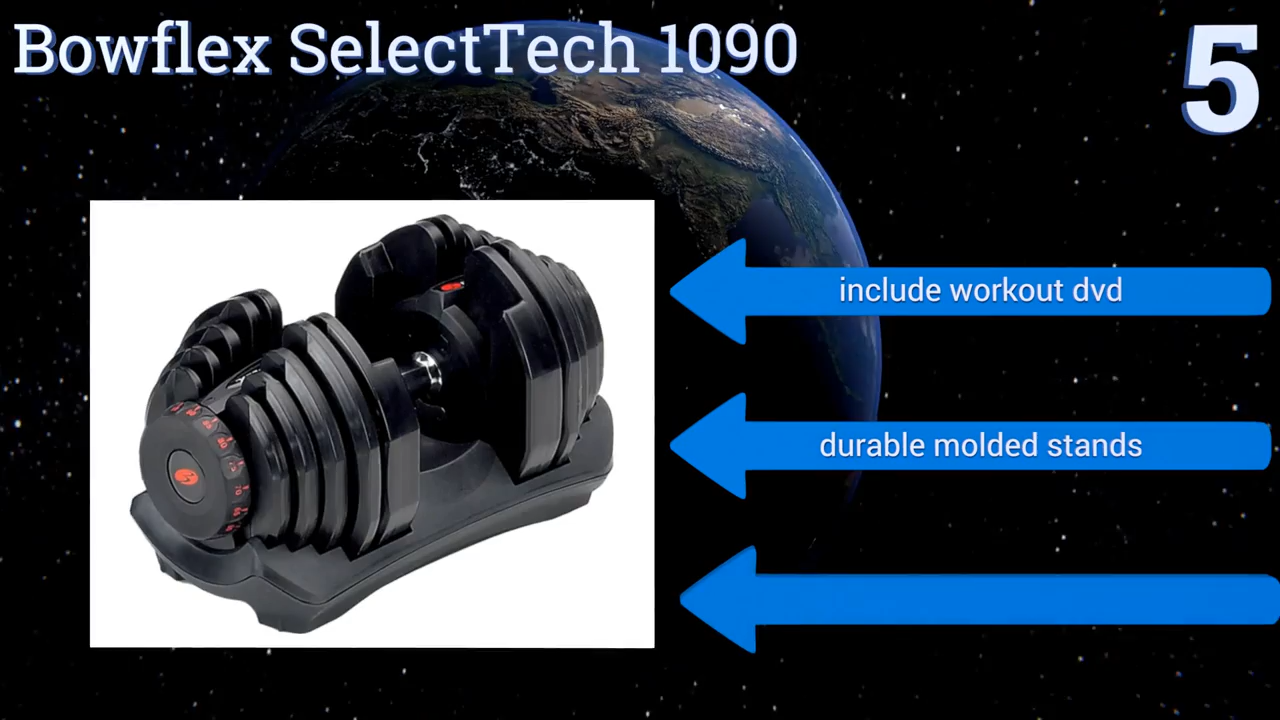 Bowflex SelectTech 1090
5
include workout dvd
durable molded stands